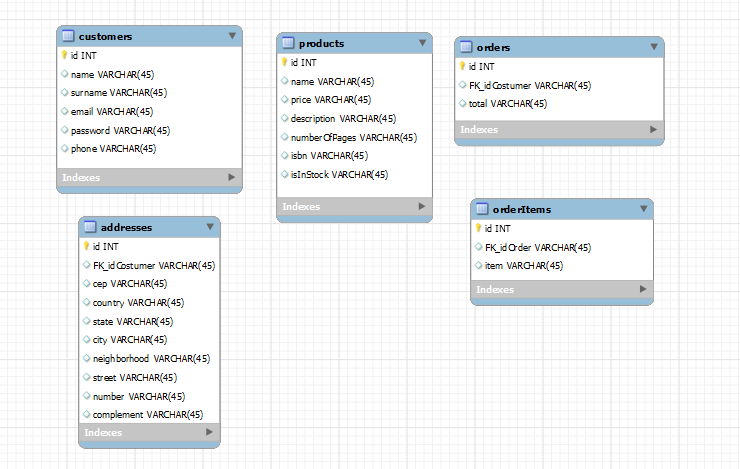 customers
id INT
name VARCHAR(45)
surname VARCHAR(45)
email VARCHAR(45)
password VARCHAR(45)
phone VARCHAR(45)
Indexes
products
id INT
name VARCHAR(45)
price VARCHAR(45)
description VARCHAR(45)
numberOfPages VARCHAR(45)
isbn VARCHAR(45)
isInStock VARCHAR(45)
Indexes
orders
id INT
FK_idCostumer VARCHAR(45)
total VARCHAR(45)
Indexes
addresses
id INT
FK_idCostumer VARCHAR(45)
cep VARCHAR(45)
country VARCHAR(45)
state VARCHAR(45)
city VARCHAR(45)
neighborhood VARCHAR(45)
street VARCHAR(45)
number VARCHAR(45)
complement VARCHAR(45)
Indexes
orderItems
id INT
FK_idOrder VARCHAR(45)
item VARCHAR(45)
Indexes